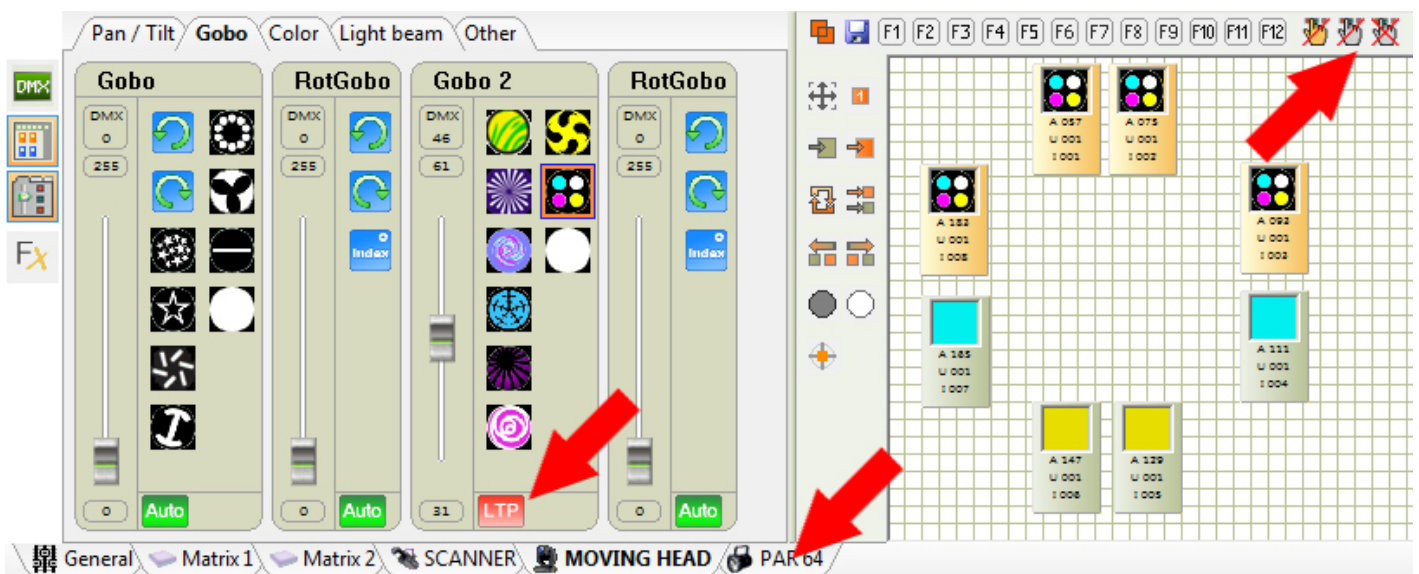 Pan / Tilt Gobo Color Light beam Other
F1 F2 F3 F4 F5 F6 F7 F8 F9 F10 F11 F12
DMX
Gobo
DMX
0
255
0
Auto
RotGobo
DMX
0
255
Index
0
Auto
Gobo 2
DMX
46
61
31
LTP
RotGobo
DMX
0
255
Index
0
Auto
Fx
1
A 057
U 001
I 001
A 075
U 001
I 002
A 183
U 001
I 008
A 093
U 001
I 003
A 165
U 001
I 007
A 111
U 001
I 004
A 147
U 001
I 006
A 129
U 001
I 005
General Matrix 1 Matrix 2 SCANNER MOVING HEAD PAR 64